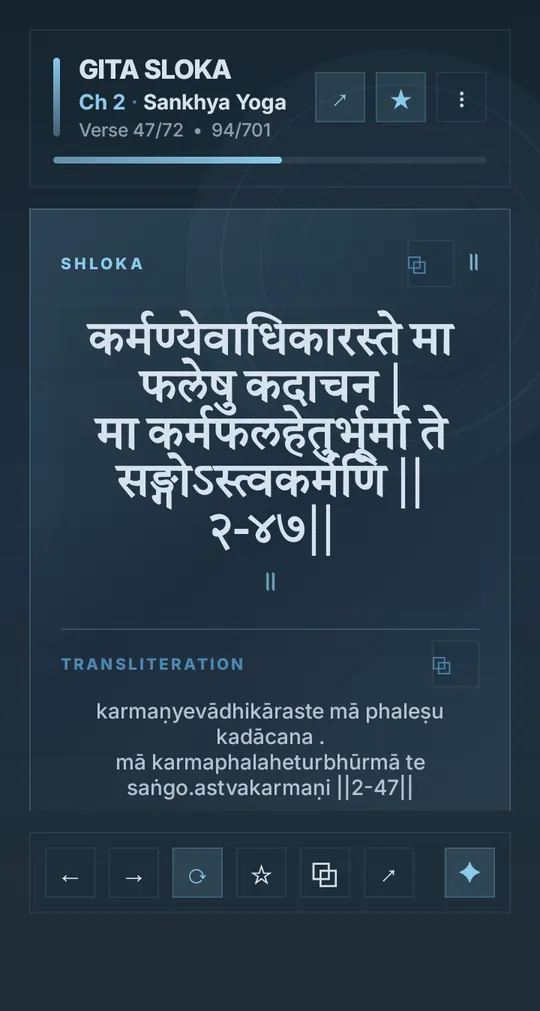 GITA SLOKA
Ch 2 · Sankhya Yoga
Verse 47/72 • 94/701
SHLOKA
॥
कर्मण्येवाधिकारस्ते मा
फलेषु कदाचन |
मा कर्मफलहेतुर्भूर्मा ते
सङ्गोऽस्त्वकर्मणि ||
२-४७||
॥
TRANSLITERATION
karmaṇyevādhikāraste mā phaleṣu
kadācana .
mā karmaphalaheturbhūrmā te
saṅgo.astvakarmaṇi ||2-47||